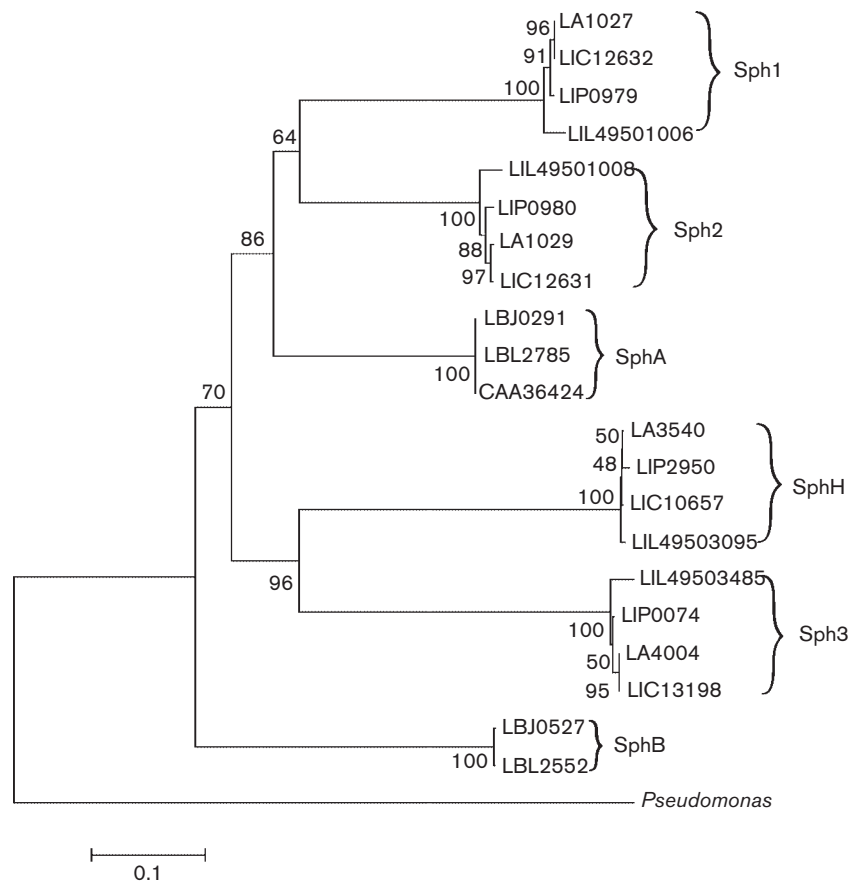 96
LA1027
91
LIC12632
Sph1
100
LIP0979
LIL49501006
64
LIL49501008
LIP0980
100
Sph2
LA1029
88
86
97
LIC12631
LBJ0291
LBL2785
SphA
100
CAA36424
70
50
LA3540
48
LIP2950
SphH
100
LIC10657
LIL49503095
96
LIL49503485
LIP0074
100
Sph3
LA4004
50
95
LIC13198
LBJ0527
SphB
100
LBL2552
Pseudomonas
0.1